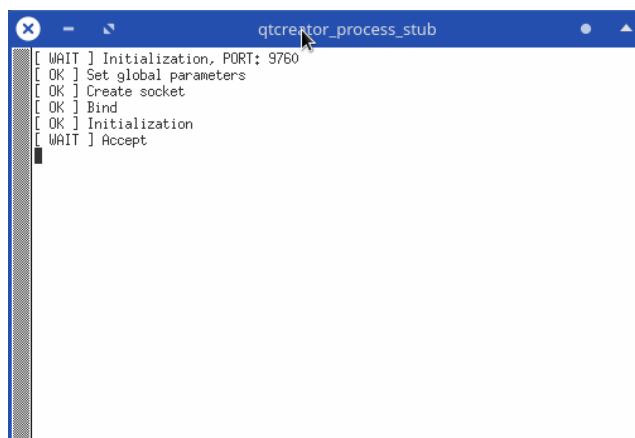 qtcreator_process_stub
[ WAIT ] Initialization, PORT: 9760
[ OK ] Set global parameters
[ OK ] Create socket
[ OK ] Bind
[ OK ] Initialization
[ WAIT ] Accept